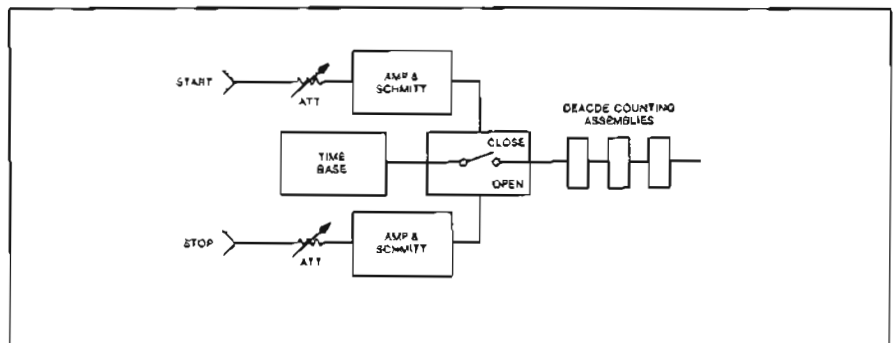 START
ATT
AMP &
SCHMITT
DEACDE COUNTING
ASSEMBLIES
TIME
BASE
CLOSE
OPEN
STOP
ATT
AMP &
SCHMITT